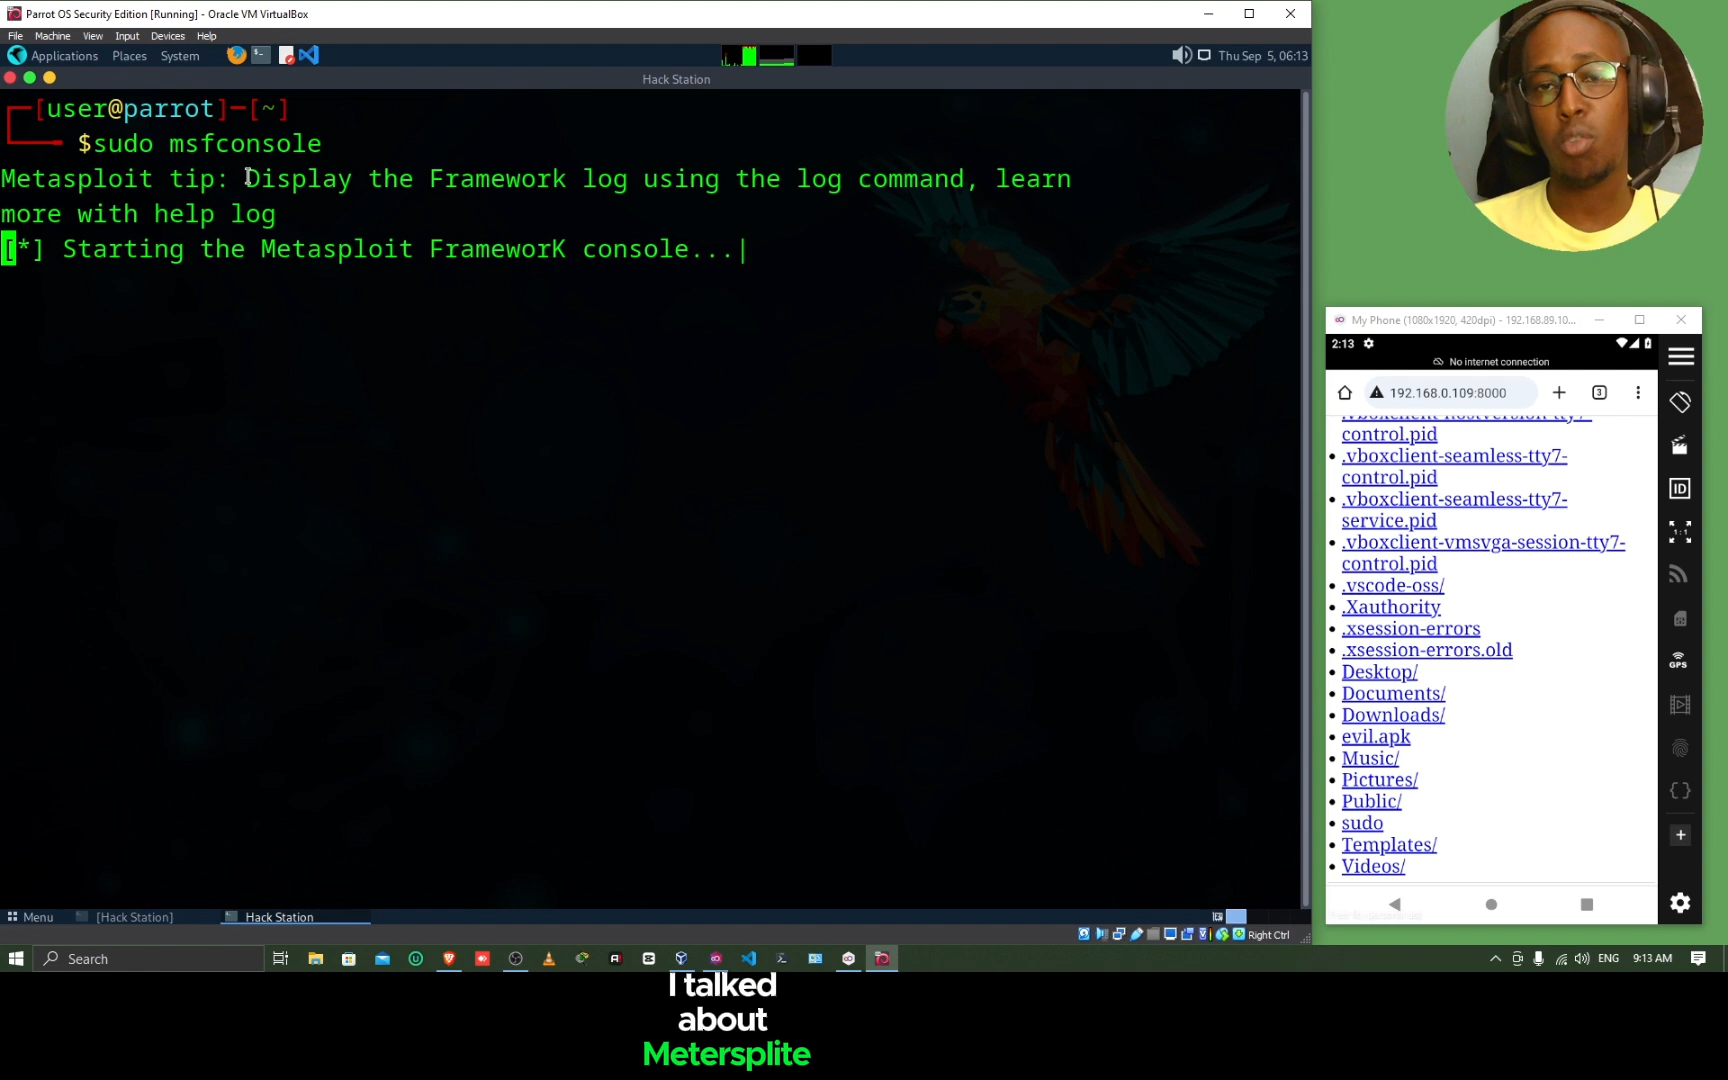 Parrot OS Security Edition [Running] - Oracle VM VirtualBox
File Machine View Input Devices Help
Applications Places System
Thu Sep 5, 06:13
Hack Station
[user@parrot]─[~]
$sudo msfconsole
Metasploit tip: Display the Framework log using the log command, learn
more with help log
[*] Starting the Metasploit FrameworK console...|
My Phone (1080x1920, 420dpi) - 192.168.89.10...
2:13
No internet connection
192.168.0.109:8000
3
control.pid
.vboxclient-seamless-tty7-
control.pid
.vboxclient-seamless-tty7-
service.pid
.vboxclient-vmsvga-session-tty7-
control.pid
.vscode-oss/
.Xauthority
.xsession-errors
.xsession-errors.old
Desktop/
Documents/
Downloads/
evil.apk
Music/
Pictures/
Public/
sudo
Templates/
Videos/
ID
1:1
GPS
Menu [Hack Station] Hack Station
Right Ctrl
Search
ENG 9:13 AM
I talked
about
Metersplite